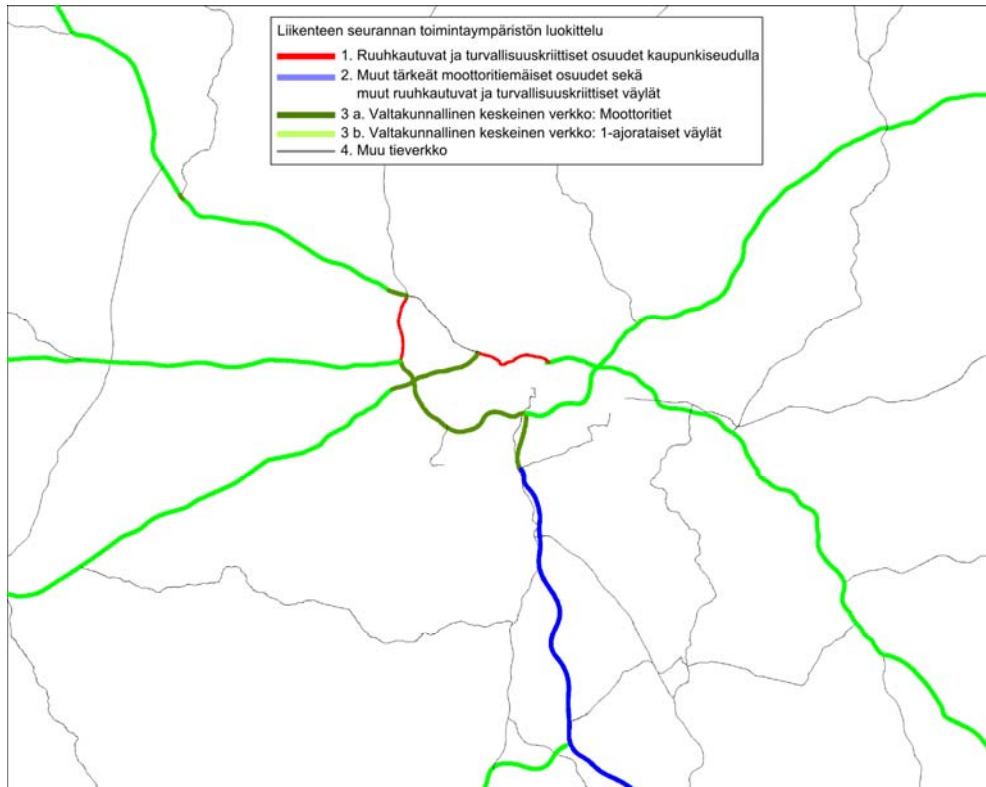 Liikenteen seurannan toimintaympäristön luokittelu
1. Ruuhkautuvat ja turvallisuuskriittiset osuudet kaupunkiseudulla
2. Muut tärkeät moottoritiemäiset osuudet sekä
muut ruuhkautuvat ja turvallisuuskriittiset väylät
3 a. Valtakunnallinen keskeinen verkko: Moottoritiet
3 b. Valtakunnallinen keskeinen verkko: 1-ajorataiset väylät
4. Muu tieverkko